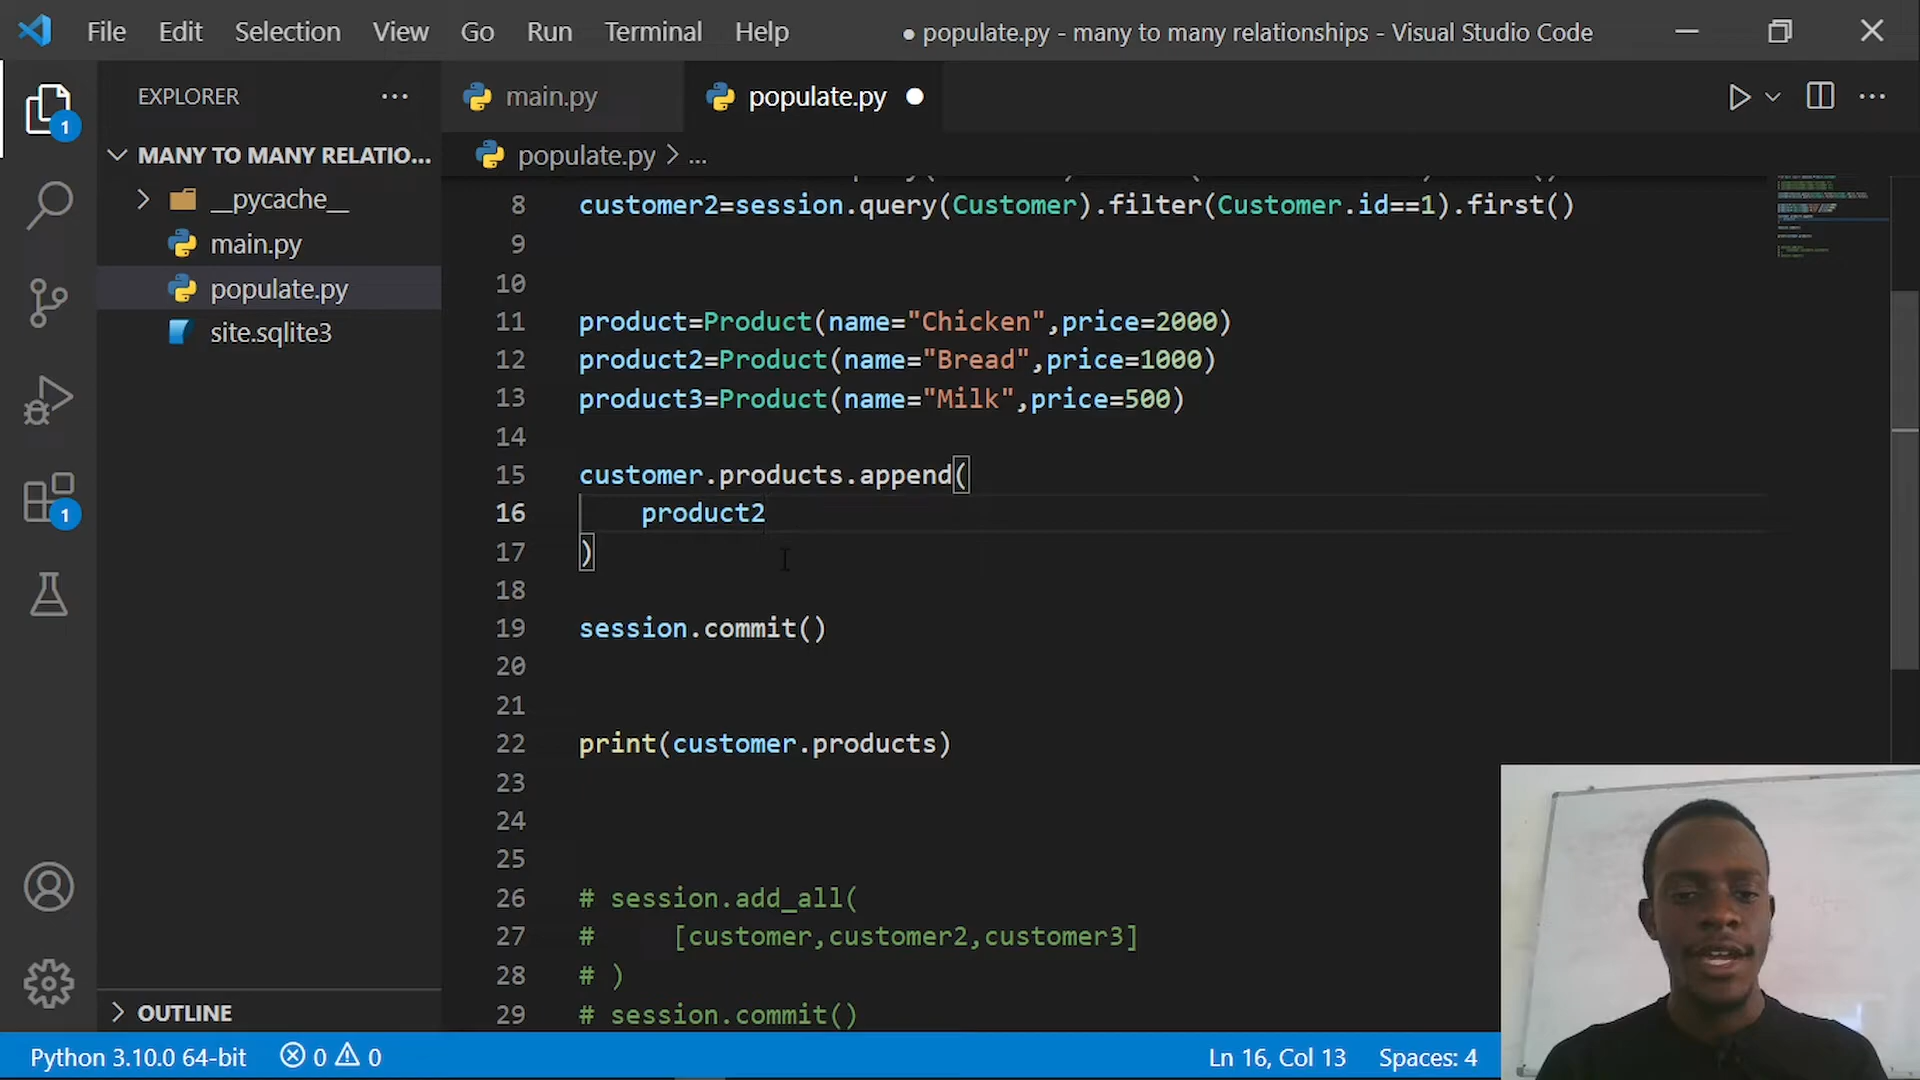 File Edit Selection View Go Run Terminal Help ● populate.py - many to many relationships - Visual Studio Code
EXPLORER ···
main.py
populate.py
MANY TO MANY RELATIO...
populate.py > ...
__pycache__
main.py
populate.py
site.sqlite3
1
1
8 customer2=session.query(Customer).filter(Customer.id==1).first()
9
10
11 product=Product(name="Chicken",price=2000)
12 product2=Product(name="Bread",price=1000)
13 product3=Product(name="Milk",price=500)
14
15 customer.products.append(
16 product2
17 )
18
19 session.commit()
20
21
22 print(customer.products)
23
24
25
26 # session.add_all(
27 # [customer,customer2,customer3]
28 # )
29 # session.commit()
OUTLINE
Python 3.10.0 64-bit 0 0 Ln 16, Col 13 Spaces: 4